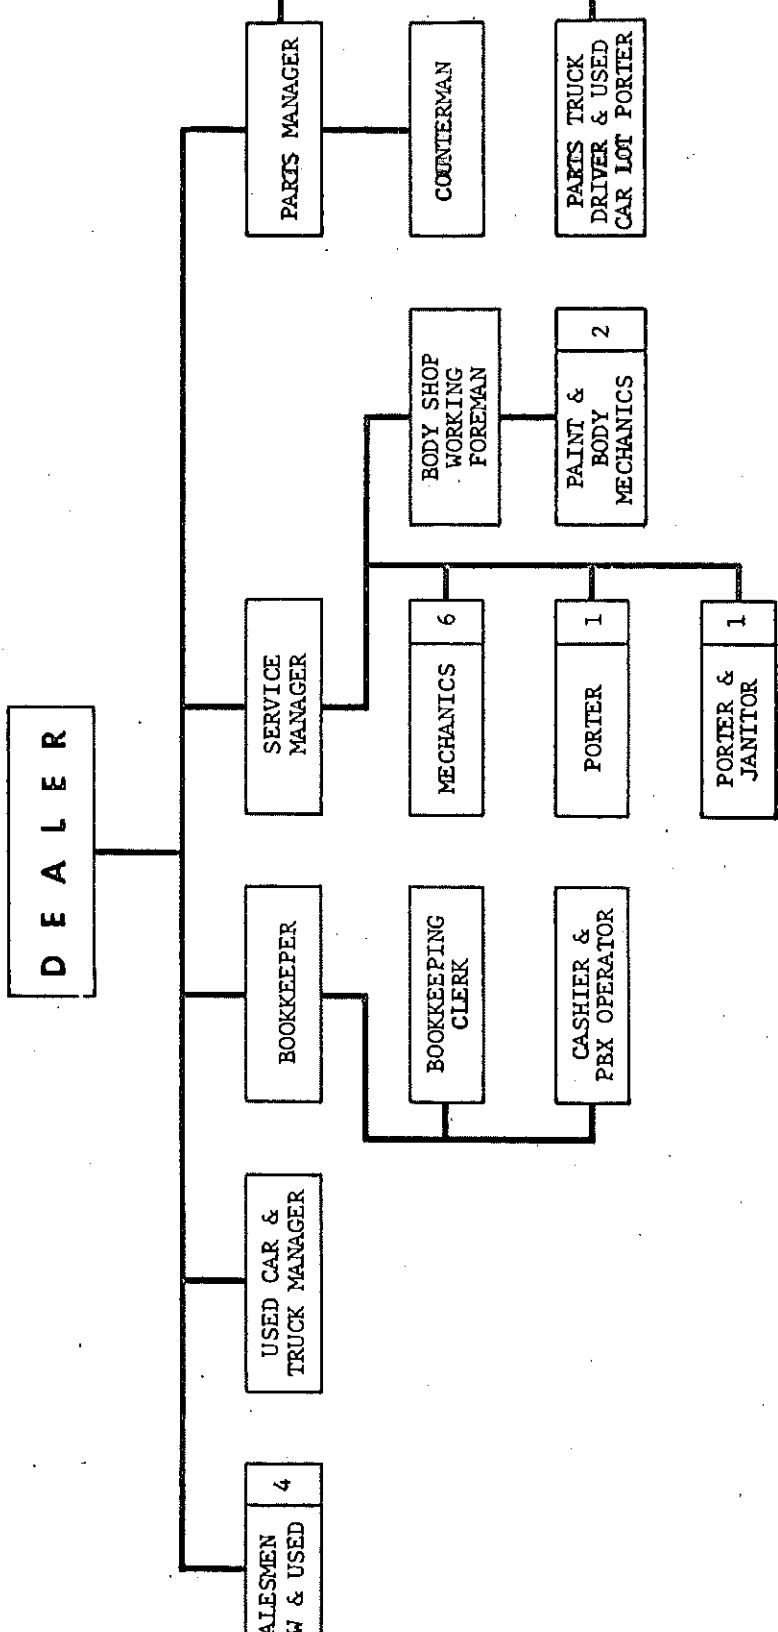 DEALER
USED
4
USED CAR &
TRUCK MANAGER
BOOKKEEPER
SERVICE
MANAGER
PARTS MANAGER
BOOKKEEPING
CLERK
MECHANICS
6
BODY SHOP
WORKING
FOREMAN
COUNTERMAN
CASHIER &
PBX OPERATOR
PORTER
1
PAINT &
BODY
MECHANICS
2
PARTS TRUCK
DRIVER & USED
CAR LOT PORTER
PORTER &
JANITOR
1